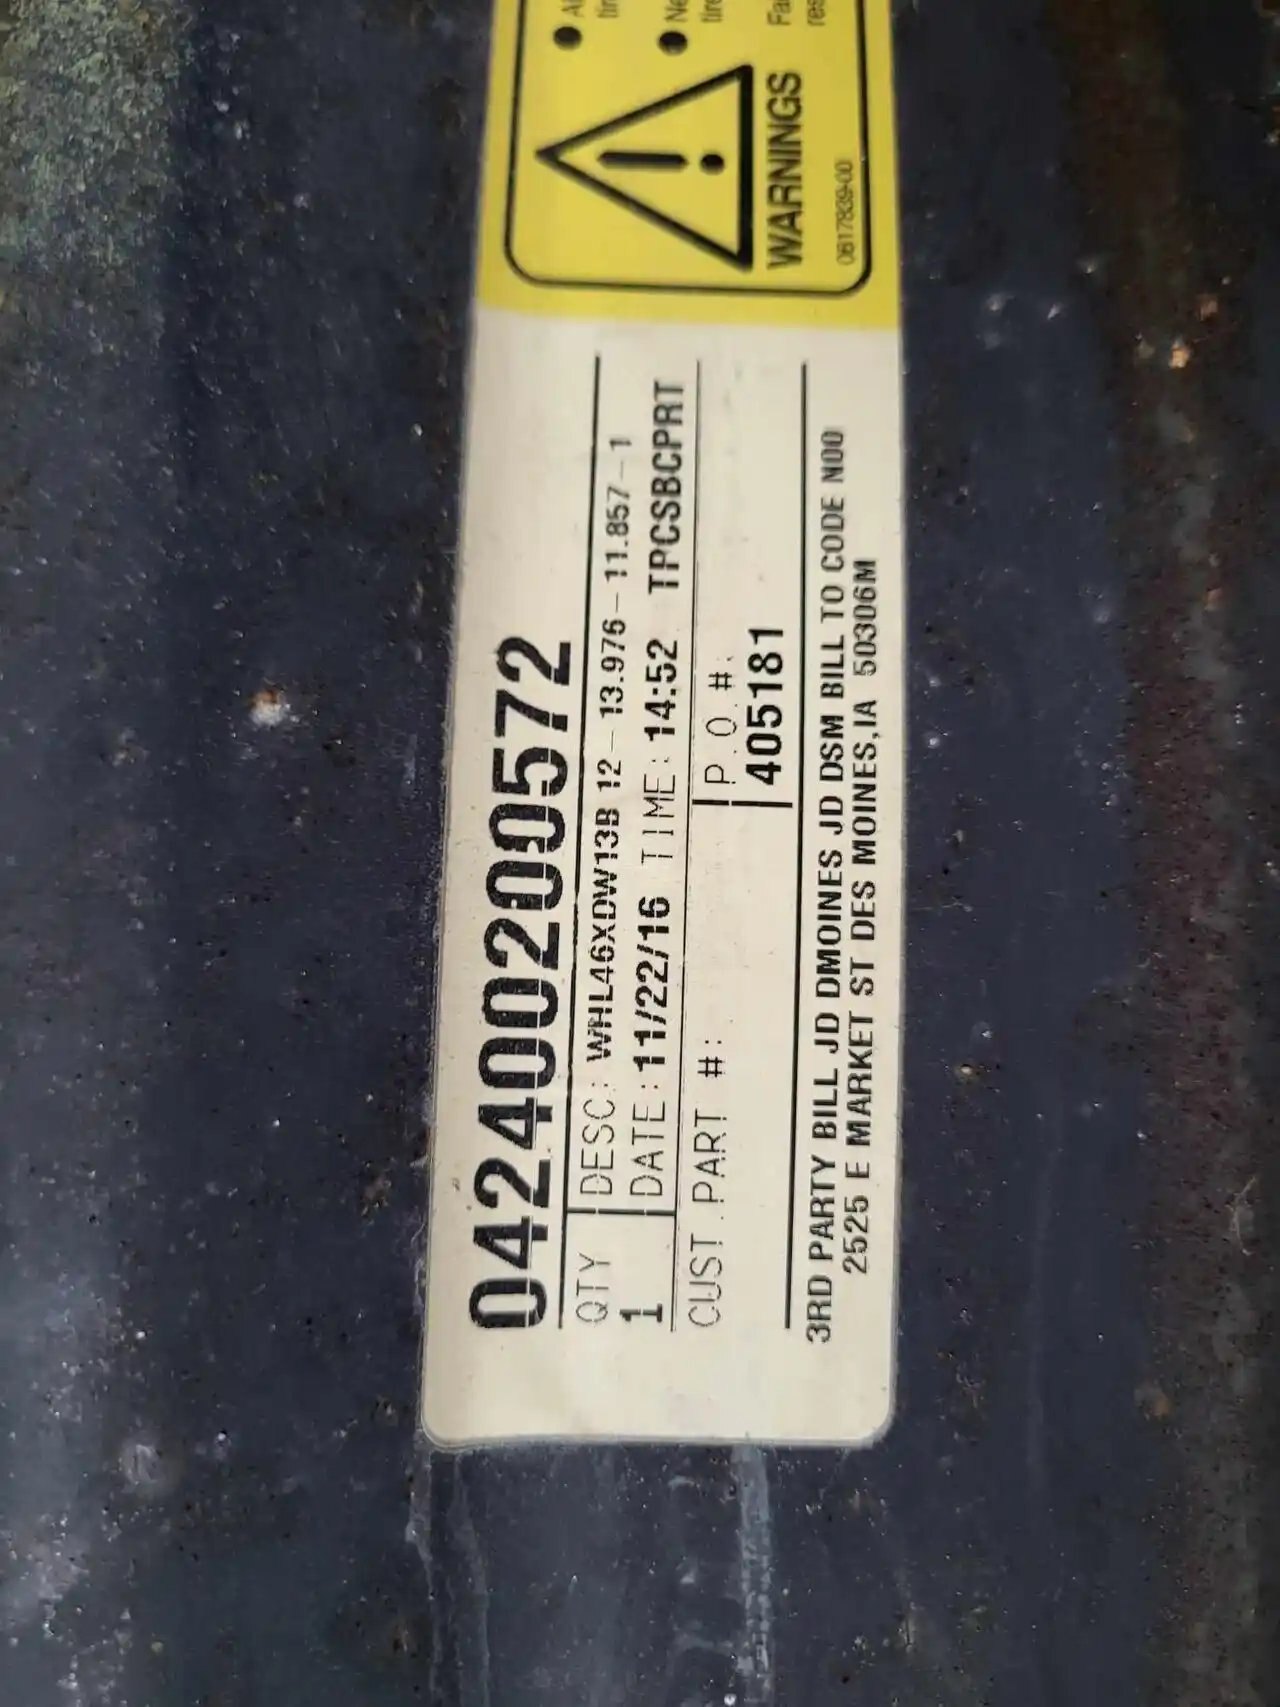 042400200572
QTY DESC: WHL46XDW13B 12-13.976-11.857-1
1 DATE: 11/22/16 TIME: 14:52 TPCSBCPRT
CUST.PART #: P.O.#:
405181
3RD PARTY BILL JD DMOINES JD DSM BILL TO CODE N00
2525 E MARKET ST DES MOINES,IA 50306M
WARNINGS
0617839-00